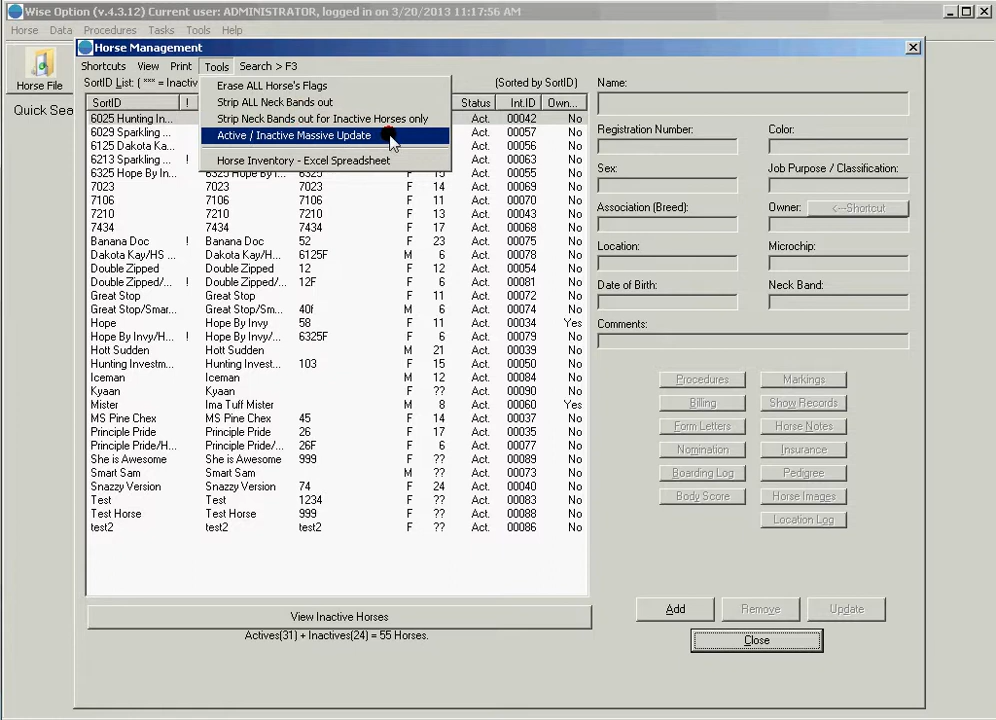 Wise Option (v.4.3.12) Current user: ADMINISTRATOR, logged in on 3/20/2013 11:17:56 AM
Horse Data Procedures Tasks Tools Help
Horse File
Quick Sea
Horse Management
Shortcuts View Print Tools Search > F3
SortID List: ( *** = Inactiv (Sorted by SortID)
Erase ALL Horse's Flags
Strip ALL Neck Bands out
Strip Neck Bands out for Inactive Horses only
Active / Inactive Massive Update
Horse Inventory - Excel Spreadsheet
SortID ! Status Int.ID Own...
6025 Hunting In... Act. 00042 No
6029 Sparkling ... Act. 00057 No
6125 Hope Act. 00056 No
6213 Sparkling ... ! Act. 00063 No
6325 Hope Bi... 6325 Hope Bi... 6325 F 15 Act. 00055 No
7023 7023 7023 F 14 Act. 00069 No
7106 7106 7106 F 11 Act. 00070 No
7210 7210 7210 F 13 Act. 00043 No
7434 7434 7434 F 17 Act. 00068 No
Banana Doc ! Banana Doc 52 F 23 Act. 00075 No
Dakota Kay/HS ... Dakota Kay/H... 6125F M 6 Act. 00078 No
Double Zipped Double Zipped 12 F 12 Act. 00054 No
Double Zipped/... ! Double Zipped/... 12F F 6 Act. 00081 No
Great Stop Great Stop F 11 Act. 00072 No
Great Stop/Smar... Great Stop/S... 40f M 6 Act. 00074 No
Hope Hope By Invy 58 F 11 Act. 00034 Yes
Hope By Invy/H... ! Hope By Invy/... 6325F F 6 Act. 00079 No
Hott Sudden Hott Sudden M 21 Act. 00039 No
Hunting Investm... Hunting Invest... 103 F 15 Act. 00050 No
Iceman Iceman M 12 Act. 00084 No
Kyaan Kyaan F ?? Act. 00090 No
Mister Ima Tuff Mister M 8 Act. 00060 Yes
MS Pine Chex MS Pine Chex 45 F 14 Act. 00037 No
Principle Pride Principle Pride 26 F 17 Act. 00035 No
Principle Pride/H... Principle Pride/... 26F F 6 Act. 00077 No
She is Awesome She is Awesome 999 F ?? Act. 00089 No
Smart Sam Smart Sam M ?? Act. 00073 No
Snazzy Version Snazzy Version 74 F 24 Act. 00040 No
Test Test 1234 F ?? Act. 00083 No
Test Horse Test Horse 999 F ?? Act. 00088 No
test2 test2 test2 F ?? Act. 00086 No
View Inactive Horses
Actives(31) + Inactives(24) = 55 Horses.
Name:
Registration Number: Color:
Sex: Job Purpose / Classification:
Association (Breed): Owner: <--Shortcut
Location: Microchip:
Date of Birth: Neck Band:
Comments:
Procedures Markings
Billing Show Records
Form Letters Horse Notes
Nomination Insurance
Boarding Log Pedigree
Body Score Horse Images
Location Log
Add Remove Update
Close